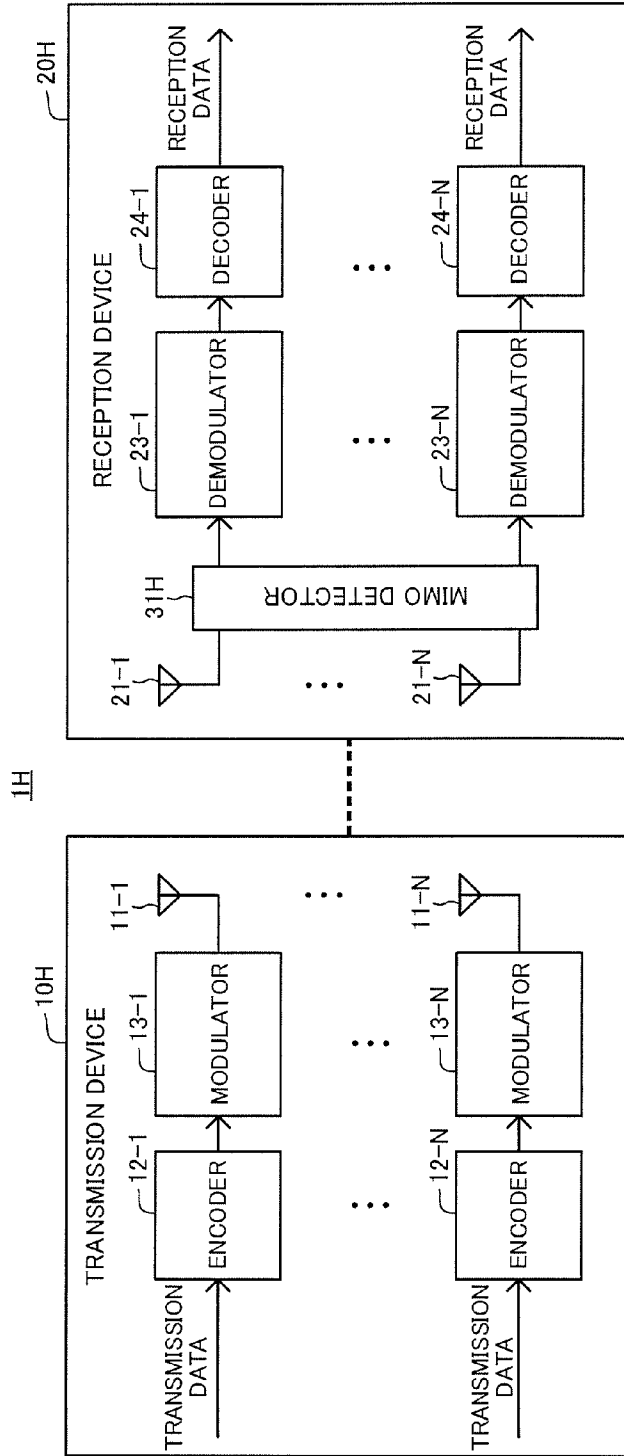 1H
10H
TRANSMISSION DEVICE
TRANSMISSION
DATA
12-1
ENCODER
13-1
MODULATOR
11-1
TRANSMISSION
DATA
12-N
ENCODER
13-N
MODULATOR
11-N
20H
RECEPTION DEVICE
21-1
31H
MIMO DETECTOR
23-1
DEMODULATOR
24-1
DECODER
RECEPTION
DATA
21-N
23-N
DEMODULATOR
24-N
DECODER
RECEPTION
DATA